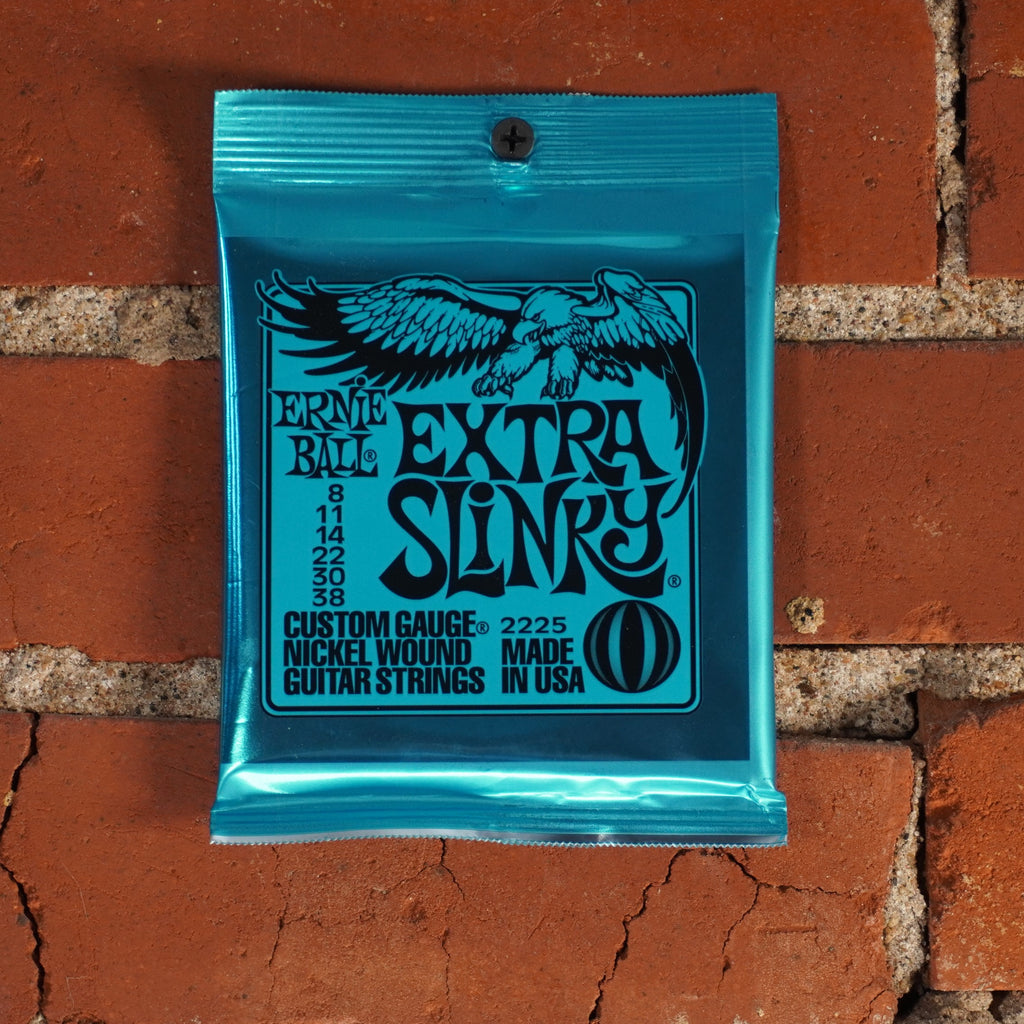 ERNIE
BALL®
EXTRA
SLINKY®
8
11
14
22
30
38
CUSTOM GAUGE®
NICKEL WOUND
GUITAR STRINGS
2225
MADE
IN USA